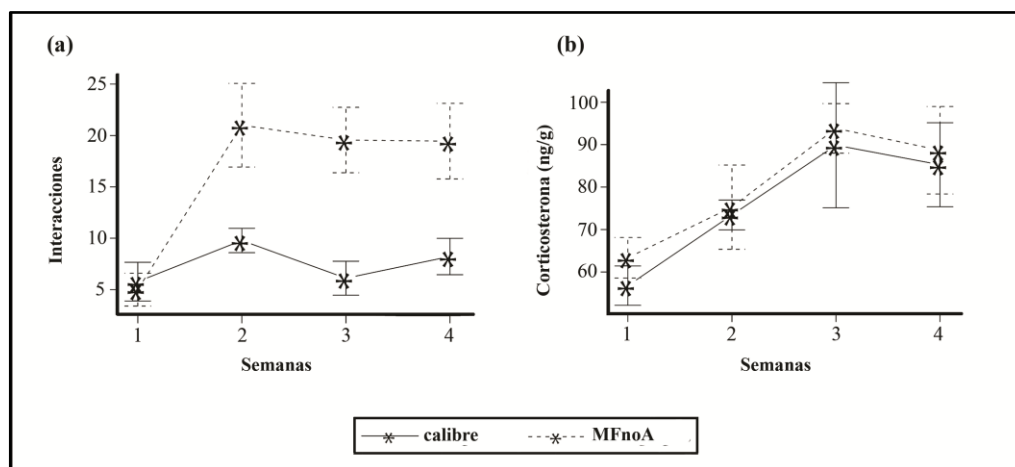 (a)
Interacciones
25
20
15
10
5
1 2 3 4
Semanas
(b)
Corticosterona (ng/g)
100
90
80
70
60
1 2 3 4
Semanas
calibre MFnoA